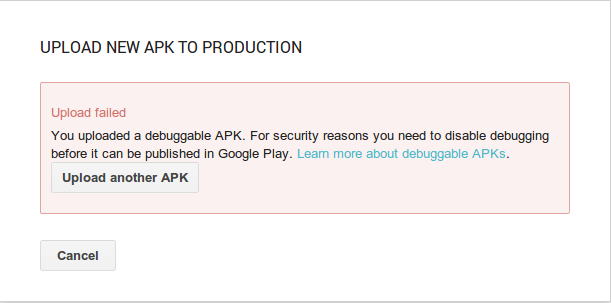 UPLOAD NEW APK TO PRODUCTION
Upload failed
You uploaded a debuggable APK. For security reasons you need to disable debugging
before it can be published in Google Play. Learn more about debuggable APKs.
Upload another APK
Cancel